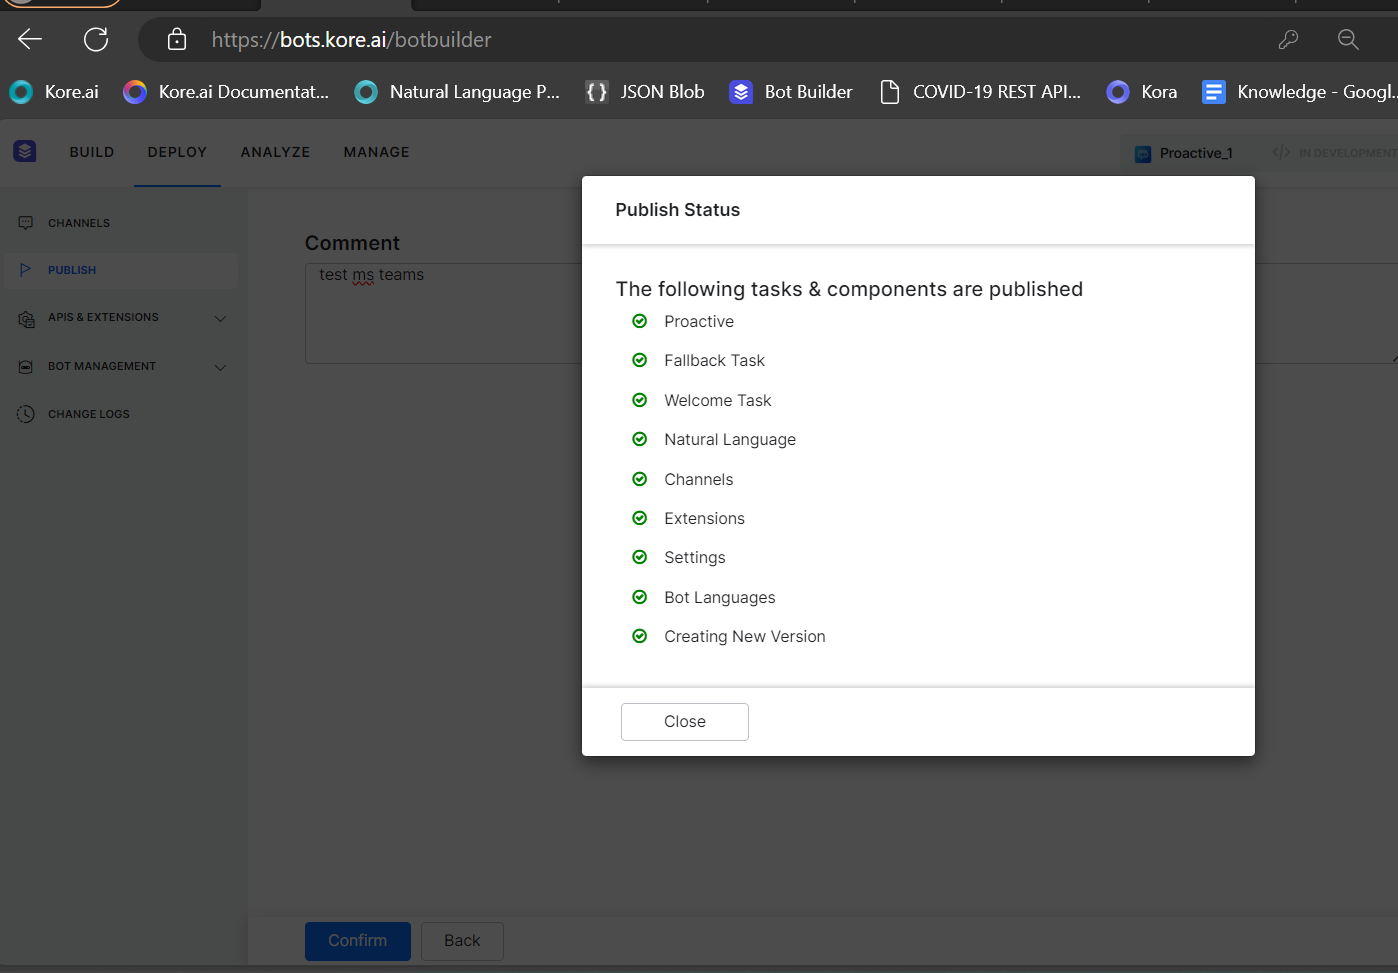 https://bots.kore.ai/botbuilder
Kore.ai Kore.ai Documentat... Natural Language P... {} JSON Blob Bot Builder COVID-19 REST API... Kora Knowledge - Googl..
BUILD DEPLOY ANALYZE MANAGE Proactive_1 </> IN DEVELOPMENT
CHANNELS
PUBLISH
APIS & EXTENSIONS
BOT MANAGEMENT
CHANGE LOGS
Comment
test ms teams
Publish Status
The following tasks & components are published
Proactive
Fallback Task
Welcome Task
Natural Language
Channels
Extensions
Settings
Bot Languages
Creating New Version
Close
Confirm Back